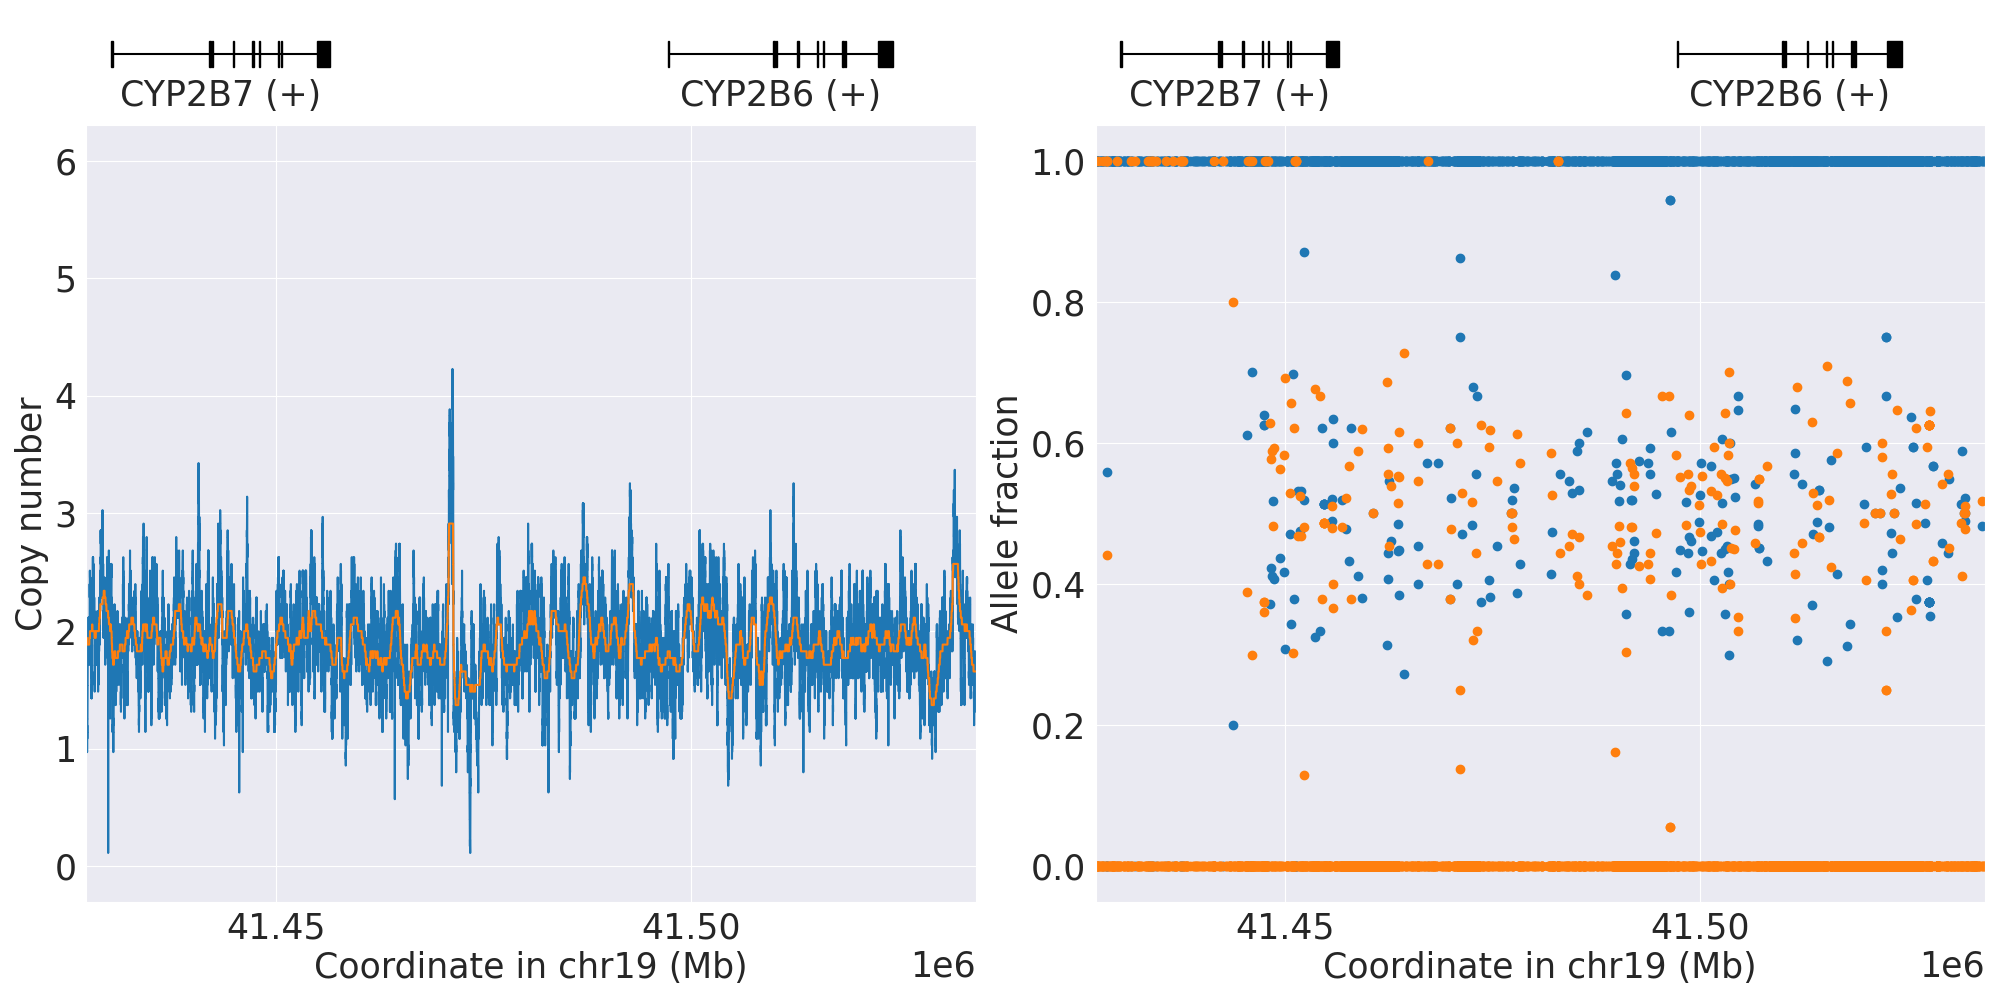 CYP2B7 (+)
CYP2B6 (+)
6
5
4
3
2
1
0
Copy number
41.45
41.50
Coordinate in chr19 (Mb)
1e6
CYP2B7 (+)
CYP2B6 (+)
1.0
0.8
0.6
0.4
0.2
0.0
Allele fraction
41.45
41.50
Coordinate in chr19 (Mb)
1e6